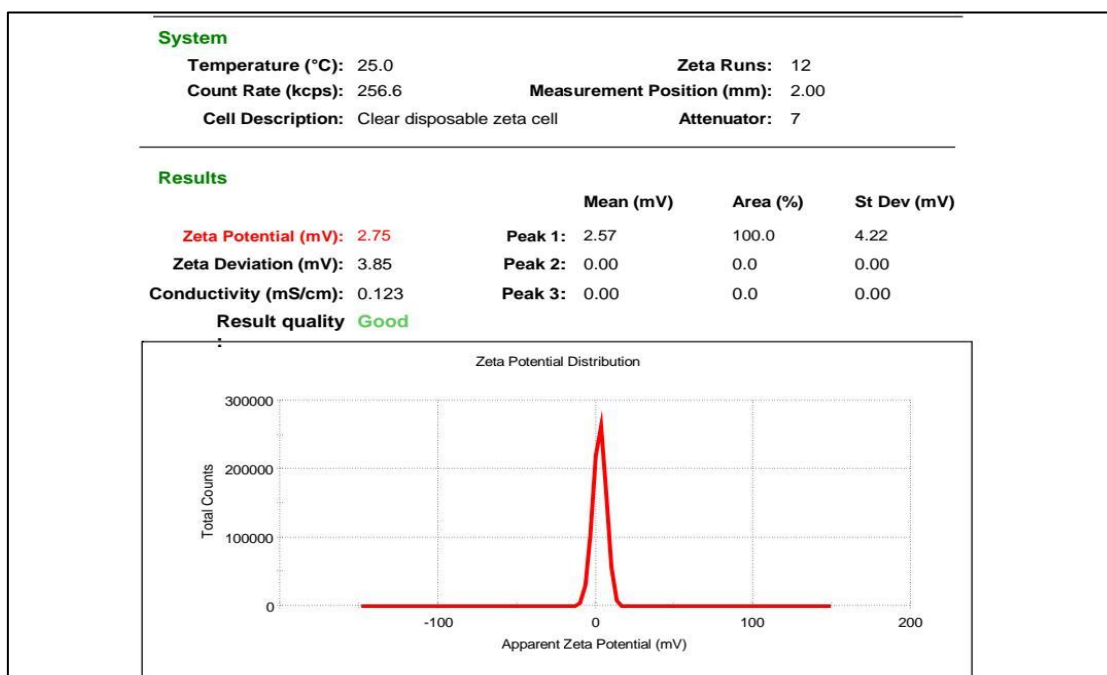 System
Temperature (°C): 25.0 Zeta Runs: 12
Count Rate (kcps): 256.6 Measurement Position (mm): 2.00
Cell Description: Clear disposable zeta cell Attenuator: 7
Results
Mean (mV) Area (%) St Dev (mV)
Zeta Potential (mV): 2.75 Peak 1: 2.57 100.0 4.22
Zeta Deviation (mV): 3.85 Peak 2: 0.00 0.0 0.00
Conductivity (mS/cm): 0.123 Peak 3: 0.00 0.0 0.00
Result quality Good
:
Zeta Potential Distribution
300000
200000
100000
0
Total Counts
-100 0 100 200
Apparent Zeta Potential (mV)